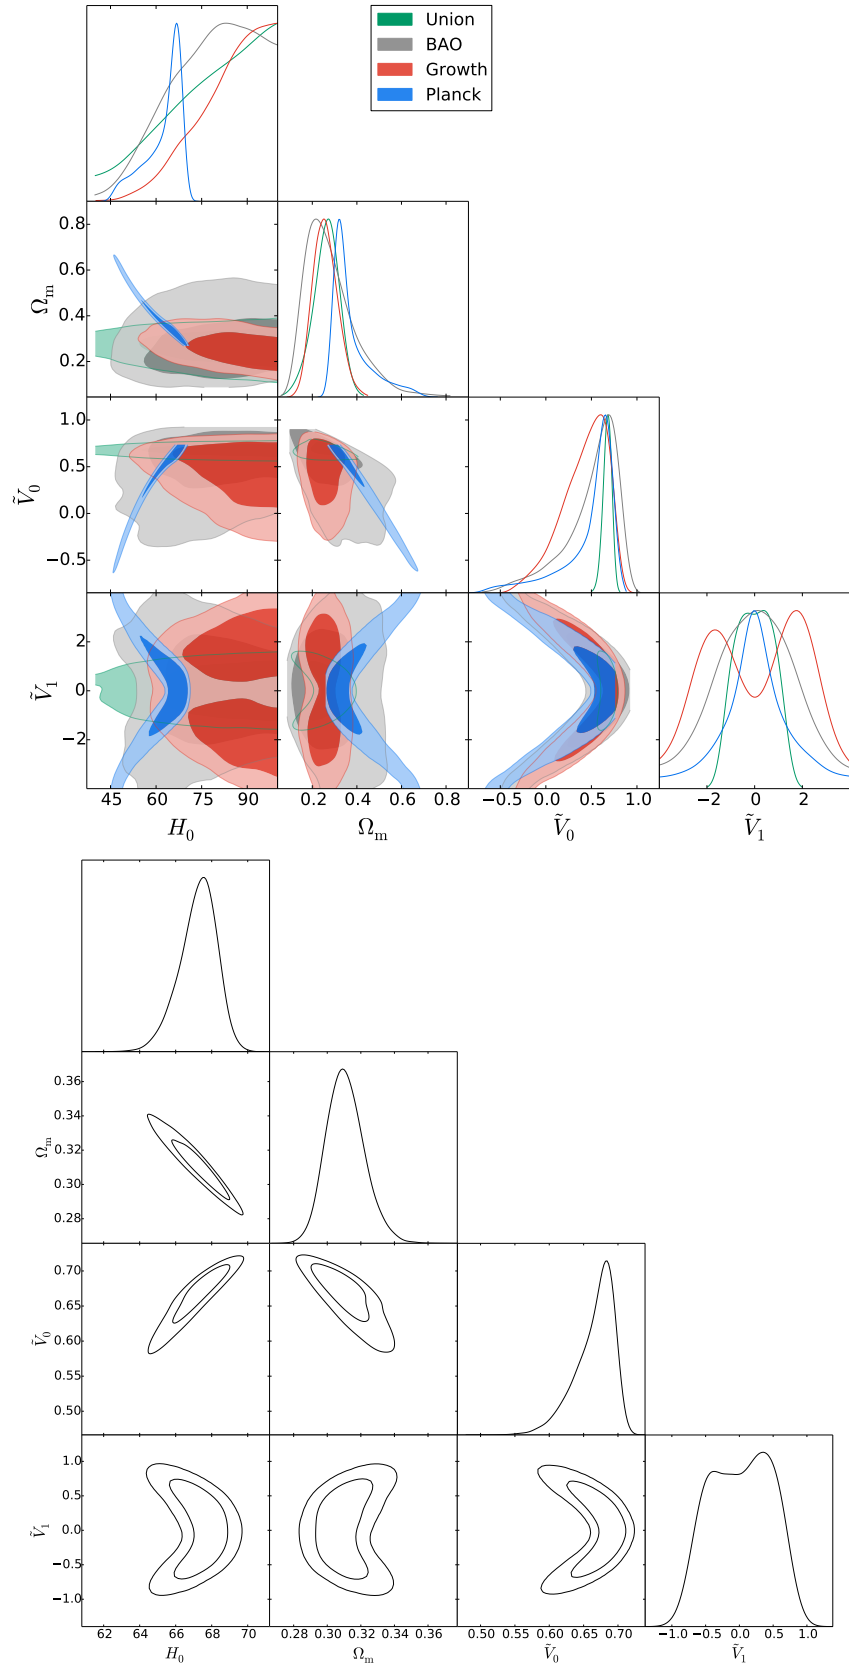 Union
BAO
Growth
Planck
0.8
0.6
0.4
0.2
Ωm
1.0
0.5
0.0
−0.5
Ṽ0
2
0
−2
Ṽ1
45 60 75 90 0.2 0.4 0.6 0.8 −0.5 0.0 0.5 1.0 −2 0 2
H0 Ωm Ṽ0 Ṽ1
0.36
0.34
0.32
0.30
0.28
Ωm
0.70
0.65
0.60
0.55
0.50
Ṽ0
1.0
0.5
0.0
−0.5
−1.0
Ṽ1
62 64 66 68 70 0.28 0.30 0.32 0.34 0.36 0.50 0.55 0.60 0.65 0.70 −1.0 −0.5 0.0 0.5 1.0
H0 Ωm Ṽ0 Ṽ1